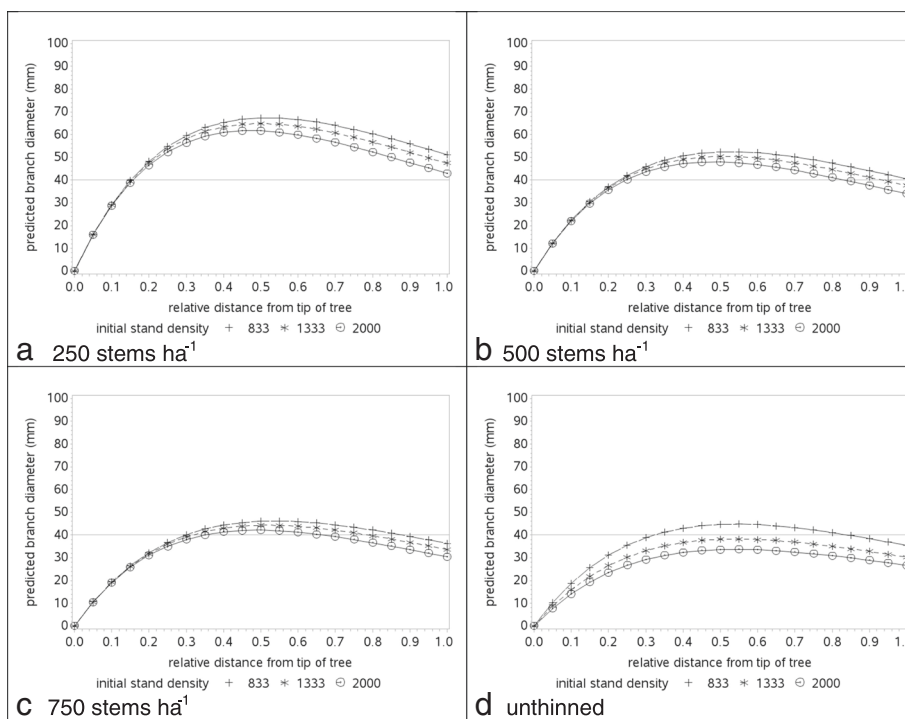 predicted branch diameter (mm)
100
90
80
70
60
50
40
30
20
10
0
0.0 0.1 0.2 0.3 0.4 0.5 0.6 0.7 0.8 0.9 1.0
relative distance from tip of tree
initial stand density + 833 * 1333 ⊖ 2000
a 250 stems ha⁻¹
predicted branch diameter (mm)
100
90
80
70
60
50
40
30
20
10
0
0.0 0.1 0.2 0.3 0.4 0.5 0.6 0.7 0.8 0.9 1.
relative distance from tip of tree
initial stand density + 833 * 1333 ⊖ 2000
b 500 stems ha⁻¹
predicted branch diameter (mm)
100
90
80
70
60
50
40
30
20
10
0
0.0 0.1 0.2 0.3 0.4 0.5 0.6 0.7 0.8 0.9 1.0
relative distance from tip of tree
initial stand density + 833 * 1333 ⊖ 2000
c 750 stems ha⁻¹
predicted branch diameter (mm)
100
90
80
70
60
50
40
30
20
10
0
0.0 0.1 0.2 0.3 0.4 0.5 0.6 0.7 0.8 0.9 1.
relative distance from tip of tree
initial stand density + 833 * 1333 ⊖ 2000
d unthinned